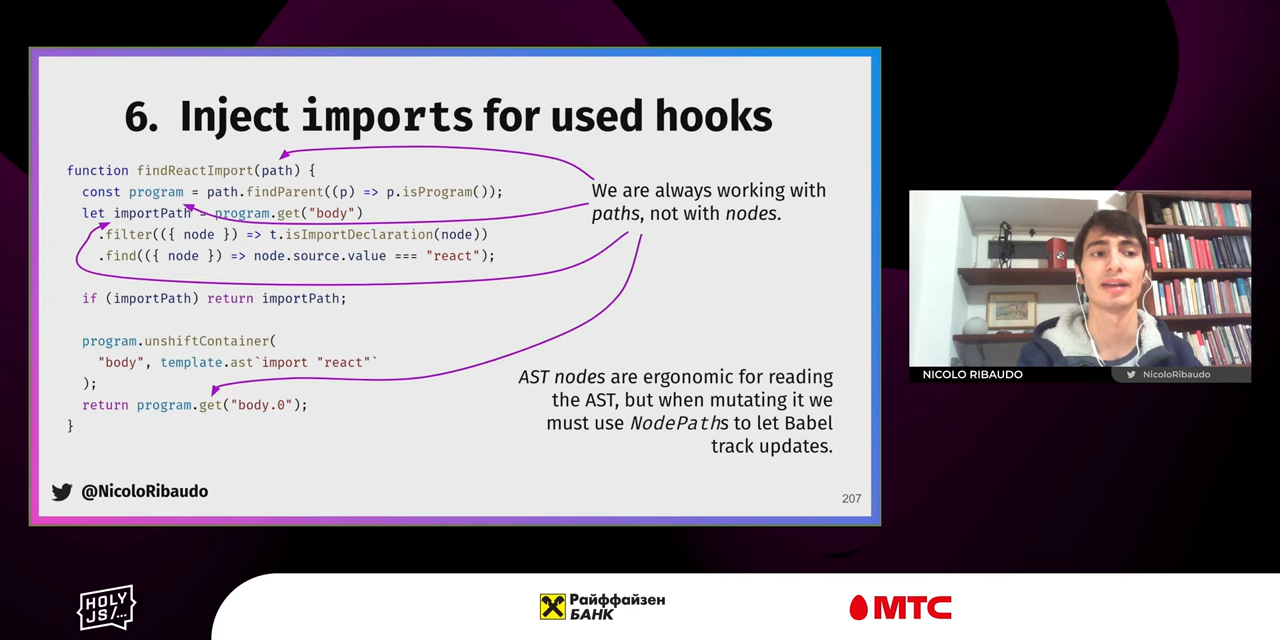 6. Inject imports for used hooks
function findReactImport(path) {
const program = path.findParent((p) => p.isProgram());
let importPath = program.get("body")
.filter(({ node }) => t.isImportDeclaration(node))
.find(({ node }) => node.source.value === "react");
if (importPath) return importPath;
program.unshiftContainer(
"body", template.ast`import "react"`
);
return program.get("body.0");
}
We are always working with
paths, not with nodes.
AST nodes are ergonomic for reading
the AST, but when mutating it we
must use NodePaths to let Babel
track updates.
@NicoloRibaudo
207
NICOLO RIBAUDO
NicoloRibaudo
HOLY
JS/...
Райффайзен
БАНК
МТС